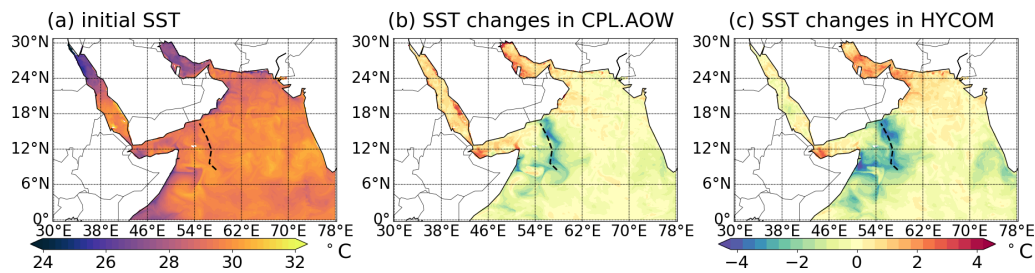 (a) initial SST
(b) SST changes in CPL.AOW
(c) SST changes in HYCOM
30°N 30°N 30°N
24°N 24°N 24°N
18°N 18°N 18°N
12°N 12°N 12°N
6°N 6°N 6°N
0° 0° 0°
30°E 38°E 46°E 54°E 62°E 70°E 78°E 30°E 38°E 46°E 54°E 62°E 70°E 78°E 30°E 38°E 46°E 54°E 62°E 70°E 78°E
24 26 28 30 32 °C
−4 −2 0 2 4 °C